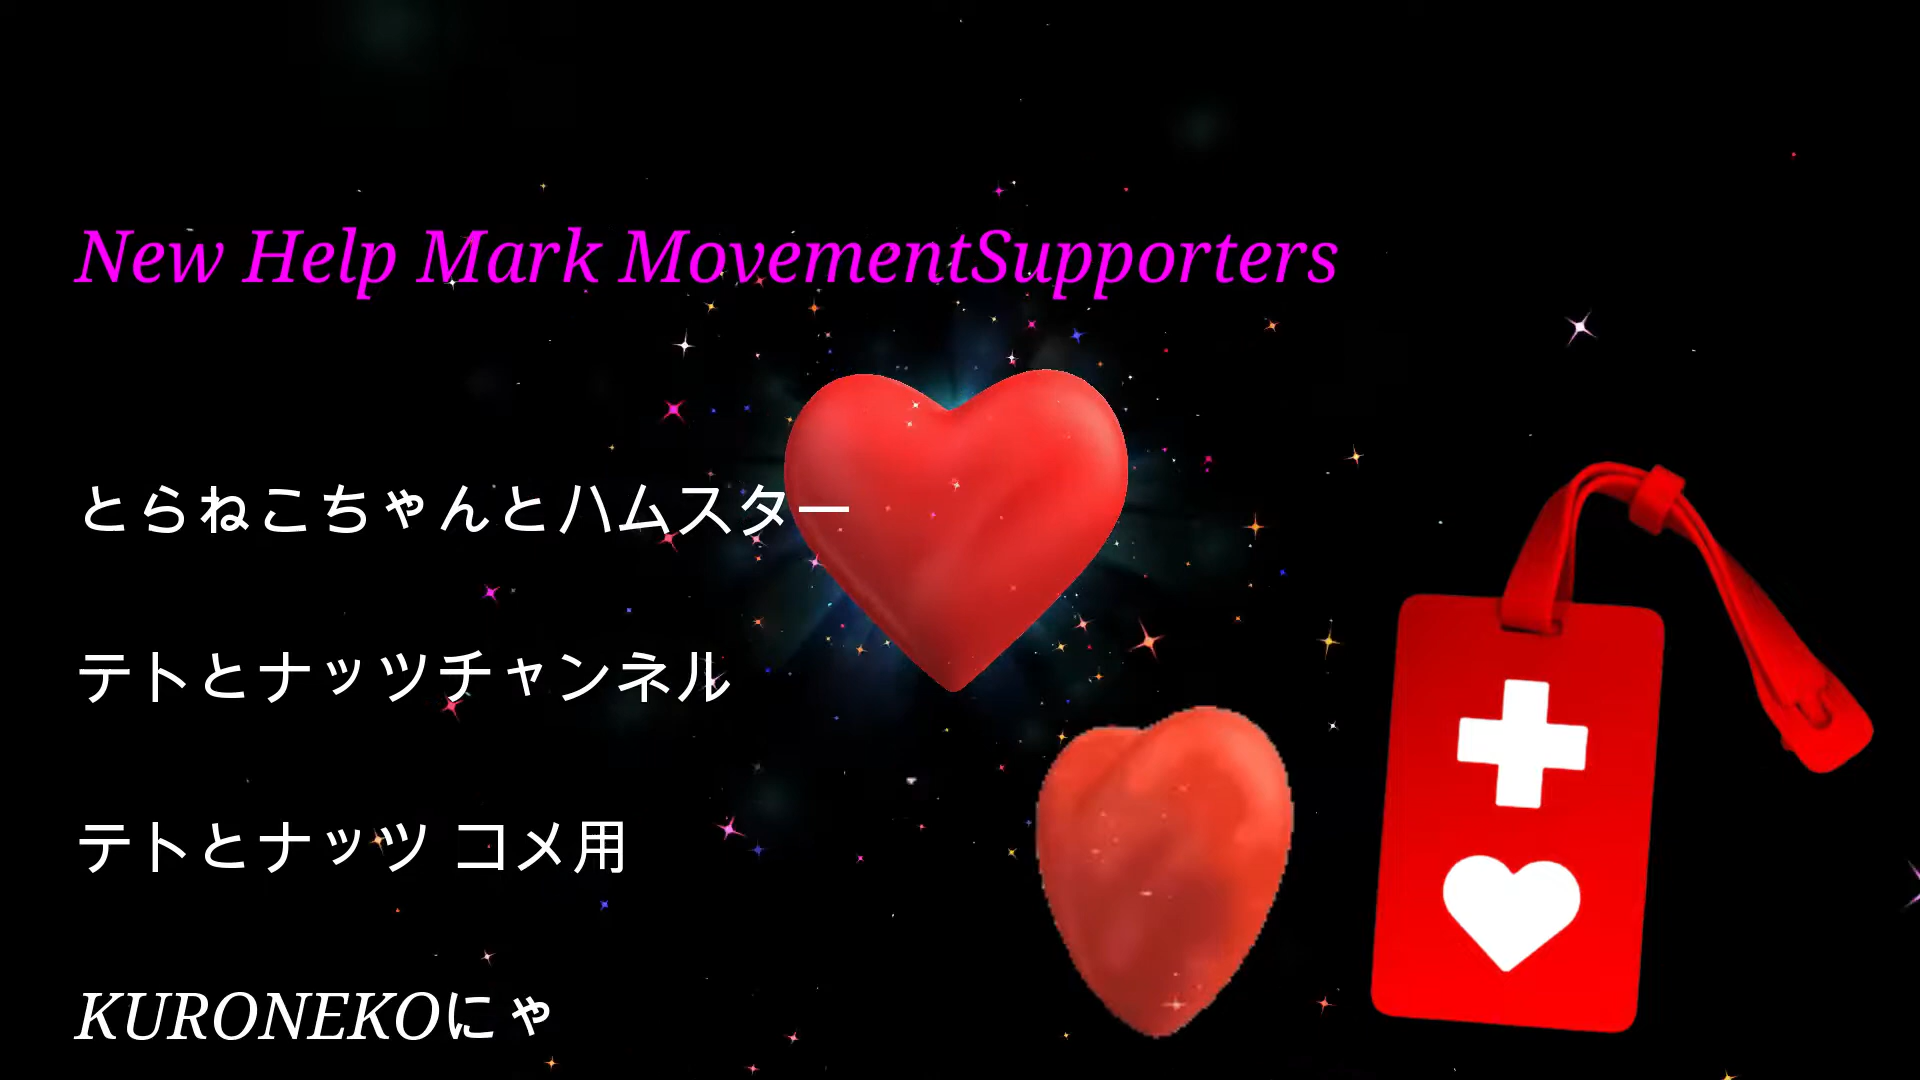 New Help Mark MovementSupporters
とらねこちゃんとハムスター
テトとナッツチャンネル
テトとナッツ コメ用
KURONEKOにゃ